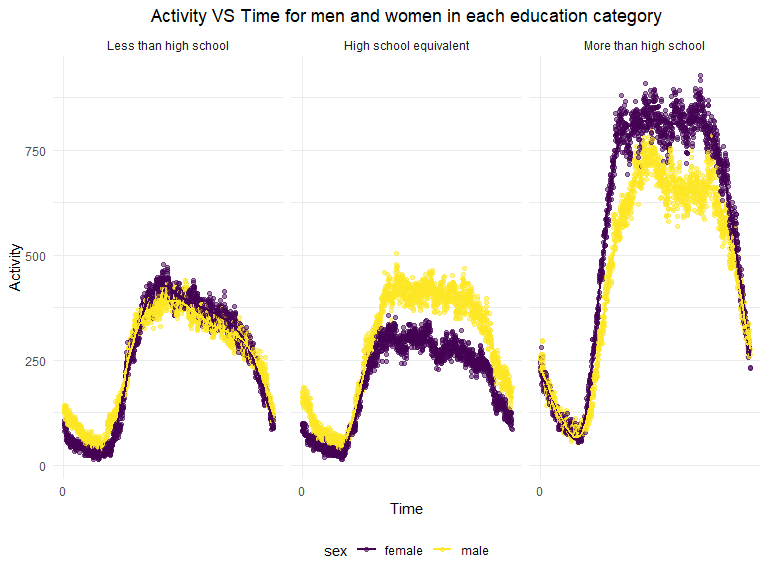 Activity VS Time for men and women in each education category
Less than high school
High school equivalent
More than high school
Activity
750
500
250
0
0
0
0
Time
sex female male